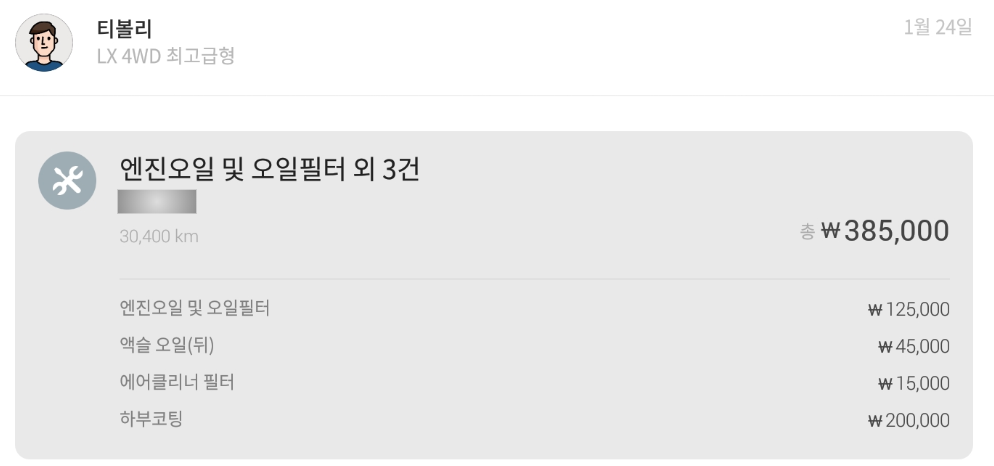 티볼리
1월 24일
LX 4WD 최고급형
엔진오일 및 오일필터 외 3건
30,400 km
총 ₩385,000
엔진오일 및 오일필터 ₩125,000
액슬 오일(뒤) ₩45,000
에어클리너 필터 ₩15,000
하부코팅 ₩200,000